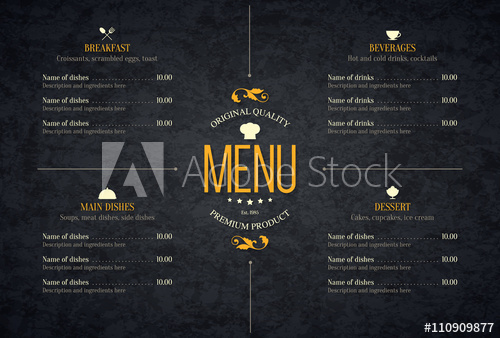 BREAKFAST
Croissants, scrambled eggs, toast
Name of dishes 10.00
Description and ingredients here
Name of dishes 10.00
Description and ingredients here
Name of dishes 10.00
Description and ingredients here
BEVERAGES
Hot and cold drinks, cocktails
Name of drinks 10.00
Description and ingredients here
Name of drinks 10.00
Description and ingredients here
Name of drinks 10.00
Description and ingredients here
ORIGINAL QUALITY
MENU
Est. 1985
PREMIUM PRODUCT
Adobe Stock
MAIN DISHES
Soups, meat dishes, side dishes
Name of dishes 10.00
Description and ingredients here
Name of dishes 10.00
Description and ingredients here
Name of dishes 10.00
Description and ingredients here
DESSERT
Cakes, cupcakes, ice cream
Name of dishes 10.00
Description and ingredients here
Name of dishes 10.00
Description and ingredients here
Name of dishes 10.00
Description and ingredients here
#110909877